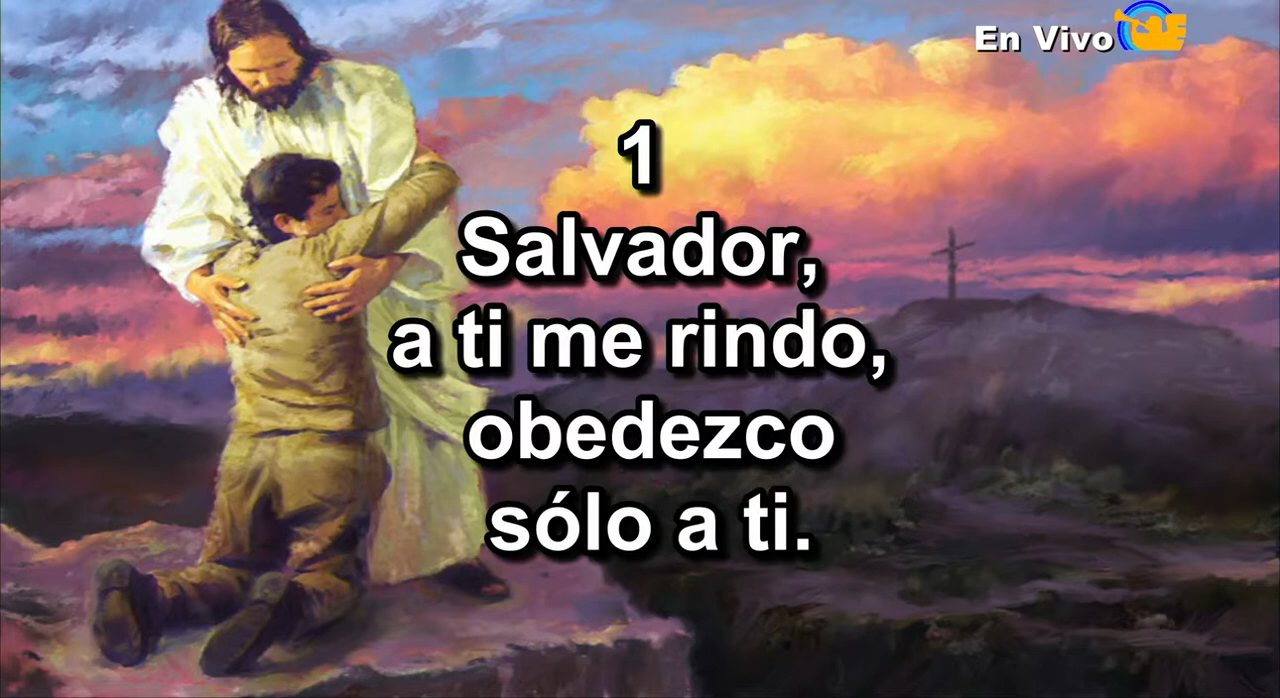 En Vivo
1
Salvador,
a ti me rindo,
obedezco
sólo a ti.